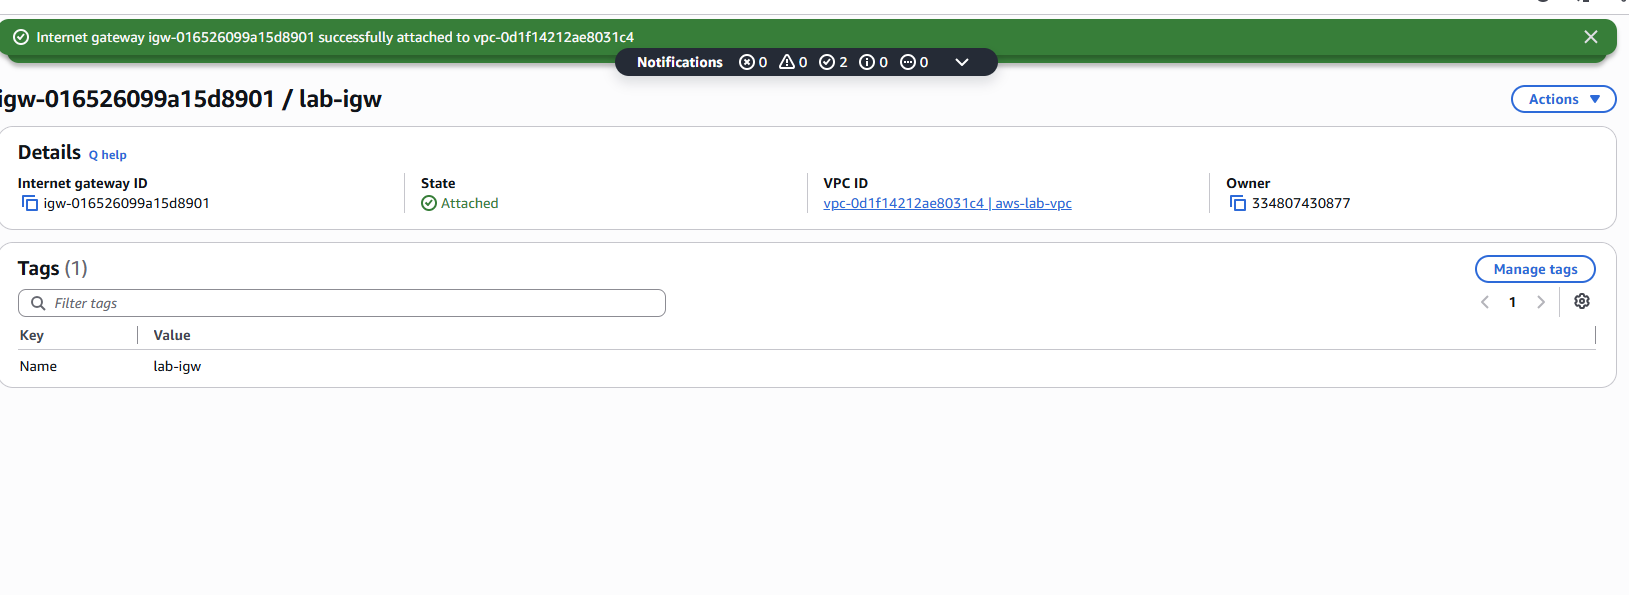 Internet gateway igw-016526099a15d8901 successfully attached to vpc-0d1f14212ae8031c4
Notifications 0 0 2 0 0
igw-016526099a15d8901 / lab-igw
Actions
Details Q help
Internet gateway ID
igw-016526099a15d8901
State
Attached
VPC ID
vpc-0d1f14212ae8031c4 | aws-lab-vpc
Owner
334807430877
Tags (1)
Manage tags
Filter tags
1
Key Value
Name lab-igw